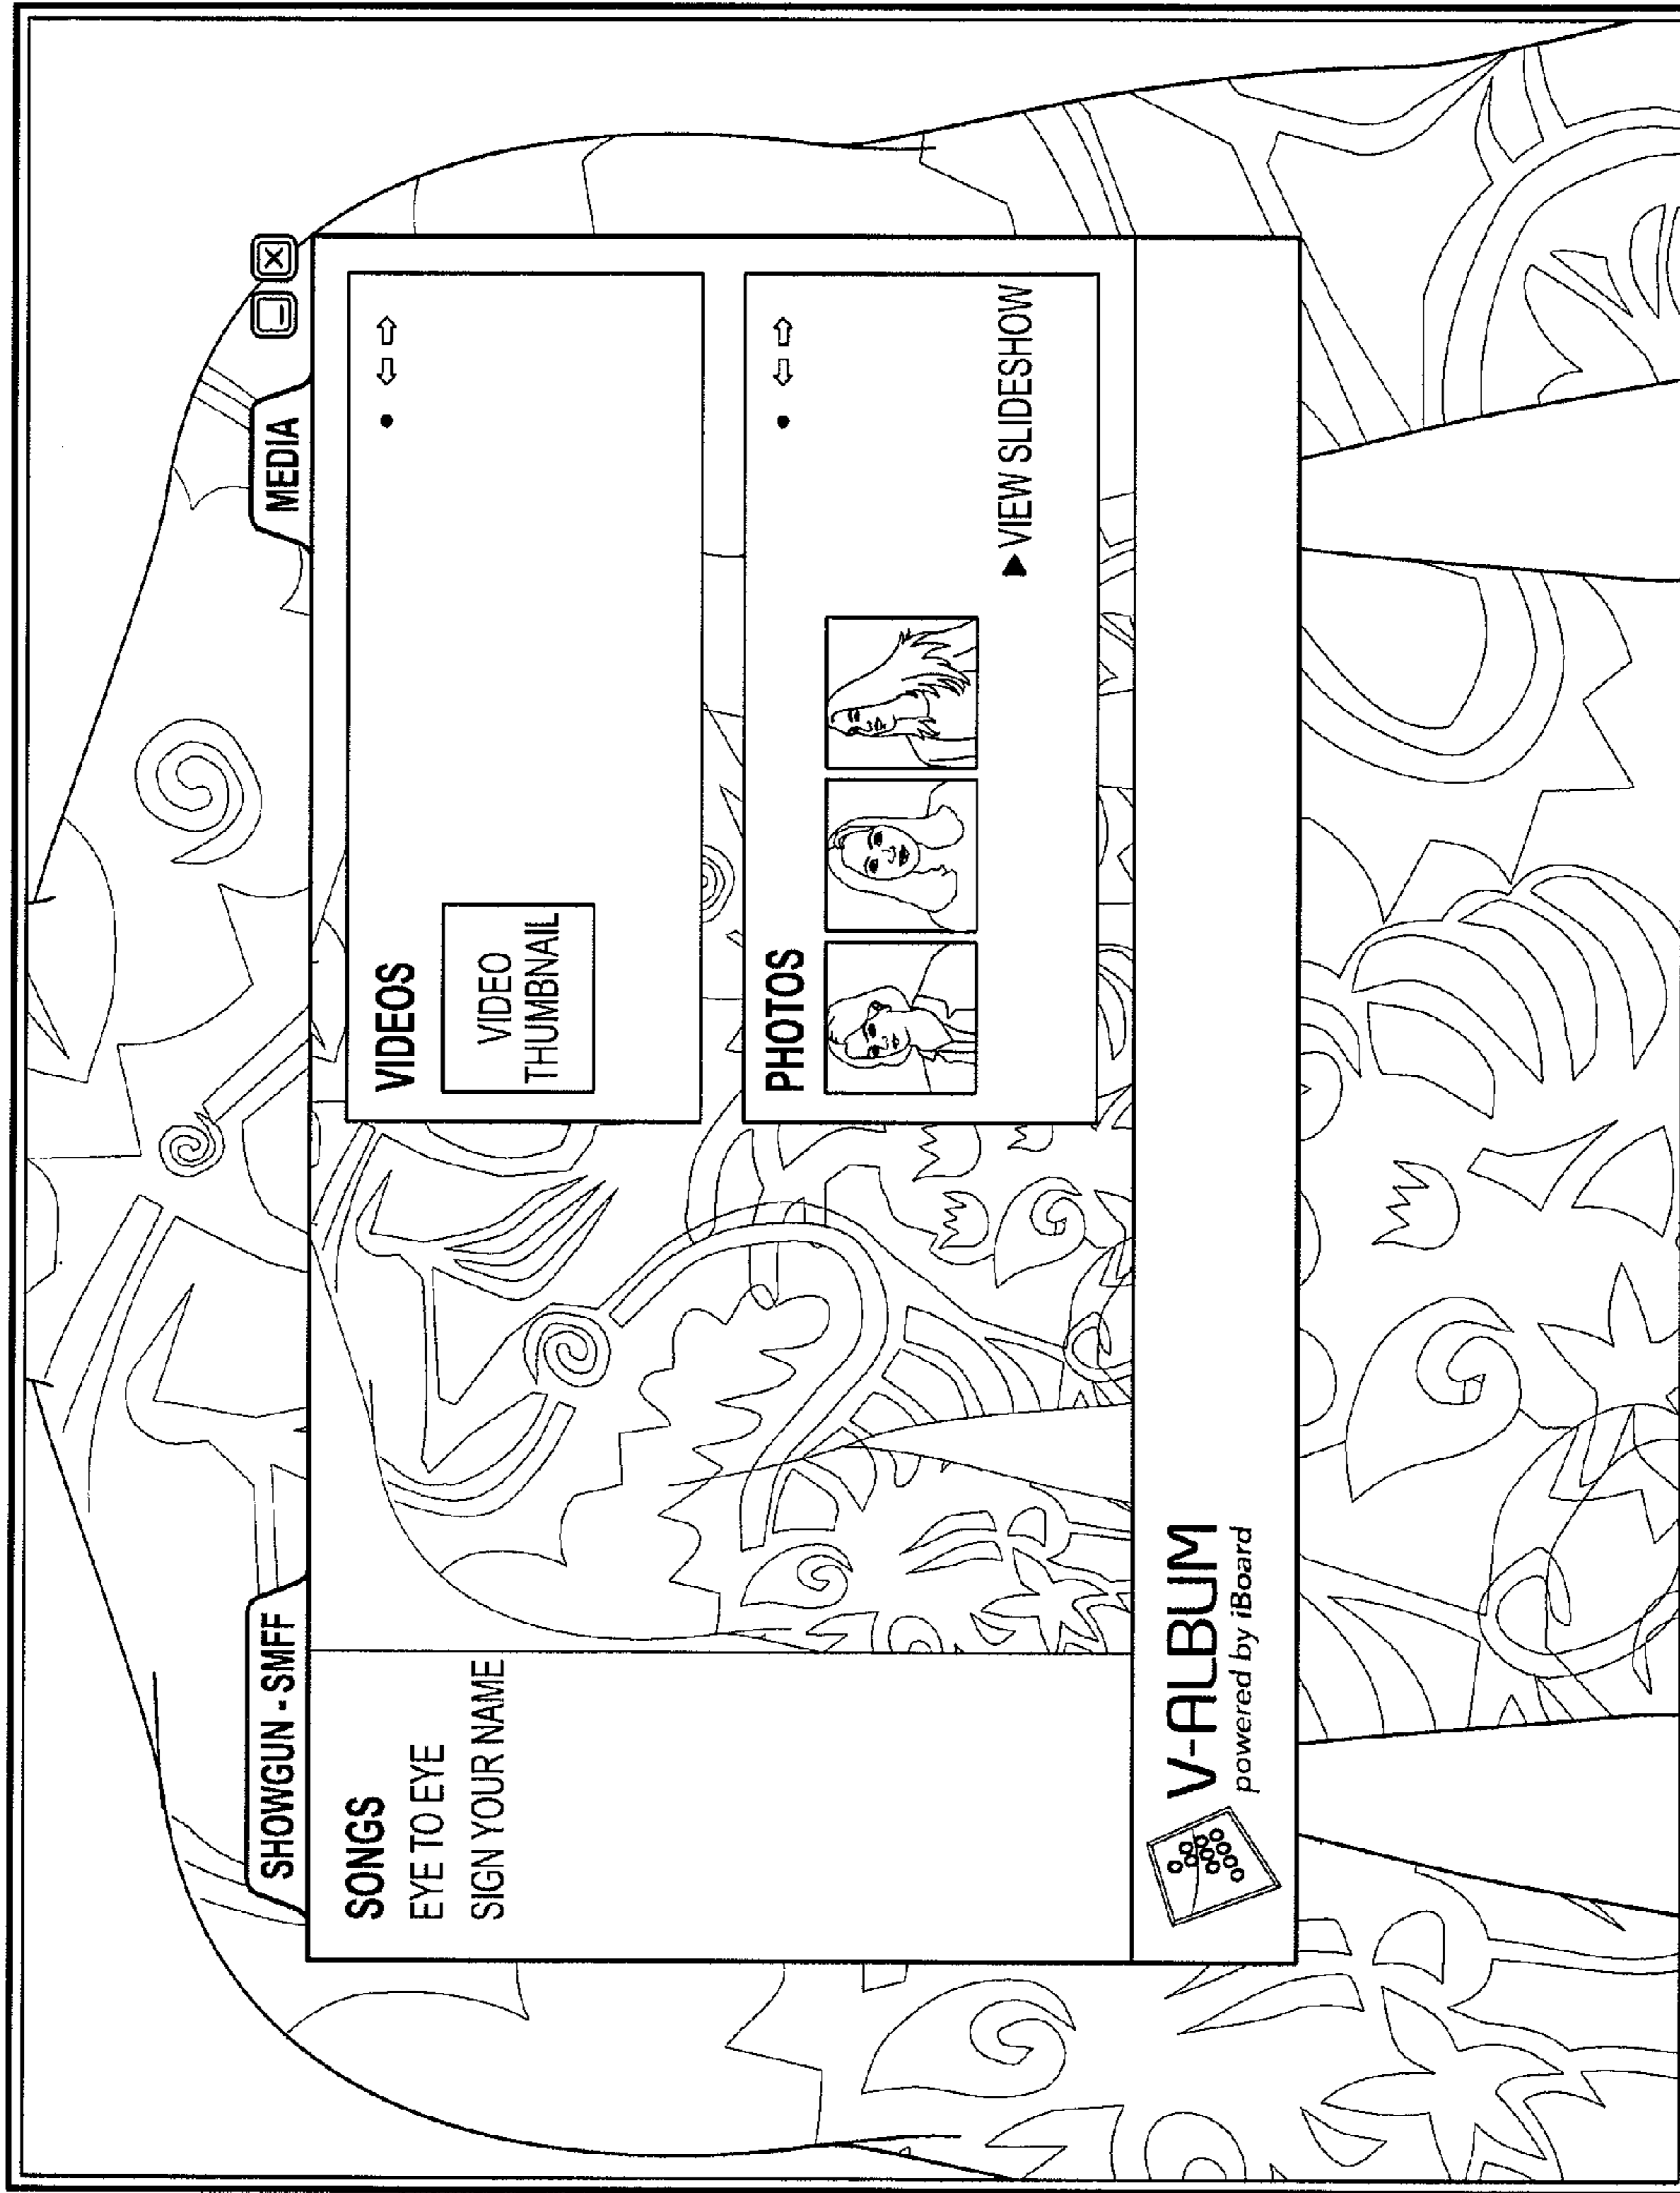 SHOWGUN - SMFF
MEDIA
SONGS
EYE TO EYE
SIGN YOUR NAME
VIDEOS
VIDEO
THUMBNAIL
PHOTOS
VIEW SLIDESHOW
V-ALBUM
powered by iBoard